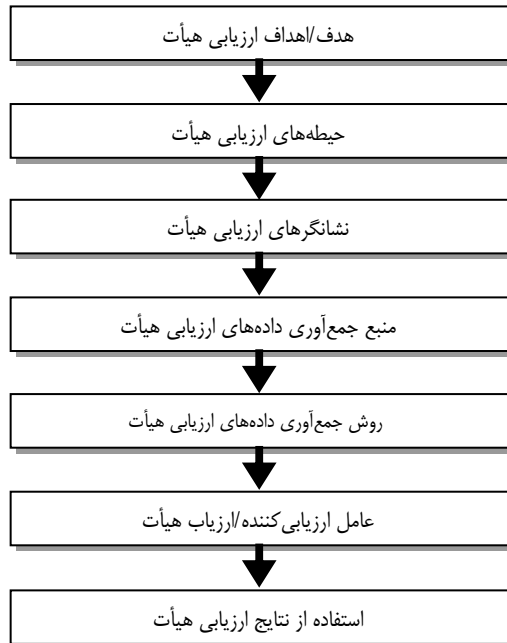 هدف/اهداف ارزیابی هیأت
حیطه‌های ارزیابی هیأت
نشانگرهای ارزیابی هیأت
منبع جمع‌آوری داده‌های ارزیابی هیأت
روش جمع‌آوری داده‌های ارزیابی هیأت
عامل ارزیابی‌کننده/ارزیاب هیأت
استفاده از نتایج ارزیابی هیأت